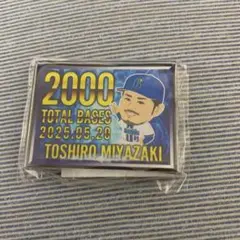 2000
TOTAL BASES
2025.05.20
TOSHIRO MIYAZAKI